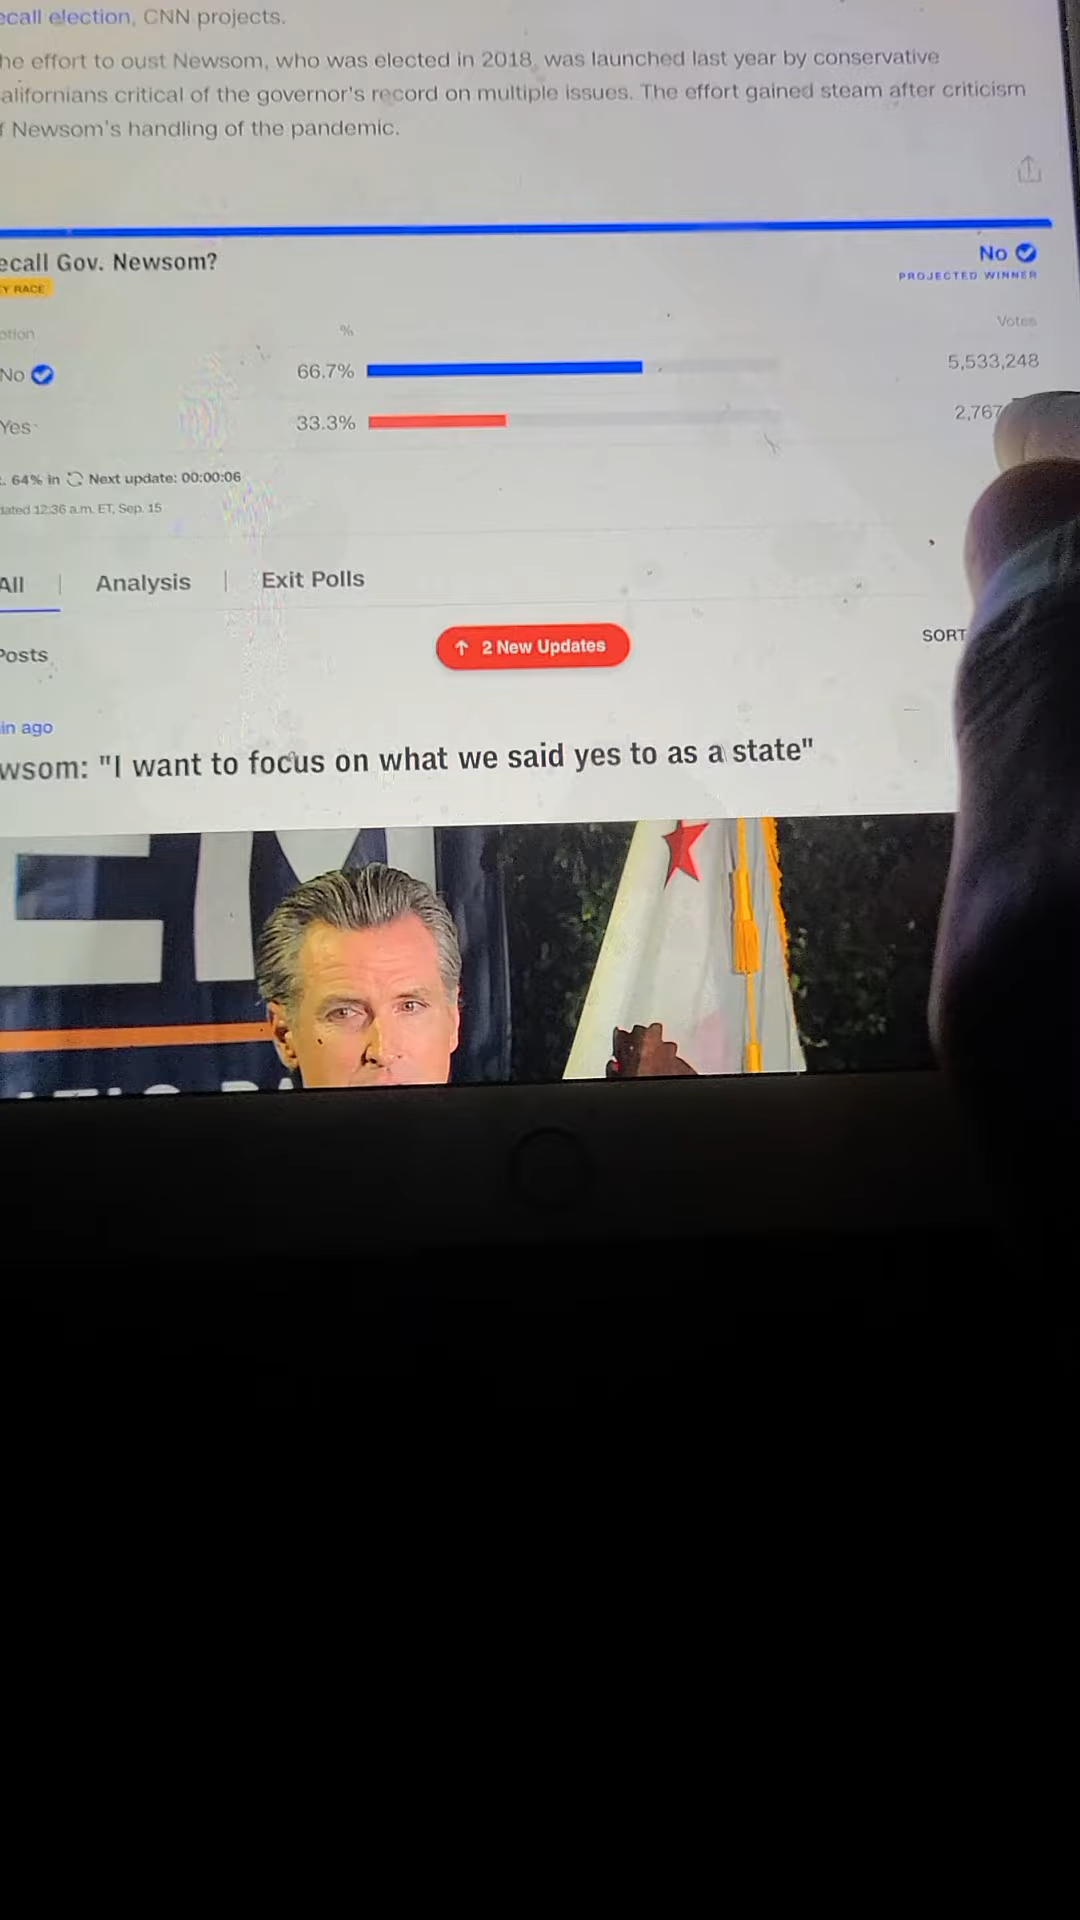 ecall election, CNN projects.
he effort to oust Newsom, who was elected in 2018, was launched last year by conservative
alifornians critical of the governor's record on multiple issues. The effort gained steam after criticism
f Newsom's handling of the pandemic.
ecall Gov. Newsom?
No
PROJECTED WINNER
Y RACE
otion
%
Votes
No
66.7%
5,533,248
Yes
33.3%
2,767
. 64% in Next update: 00:00:06
dated 12:36 a.m. ET, Sep. 15
All | Analysis | Exit Polls
Posts
↑ 2 New Updates
SORT
in ago
wsom: "I want to focus on what we said yes to as a state"
EM